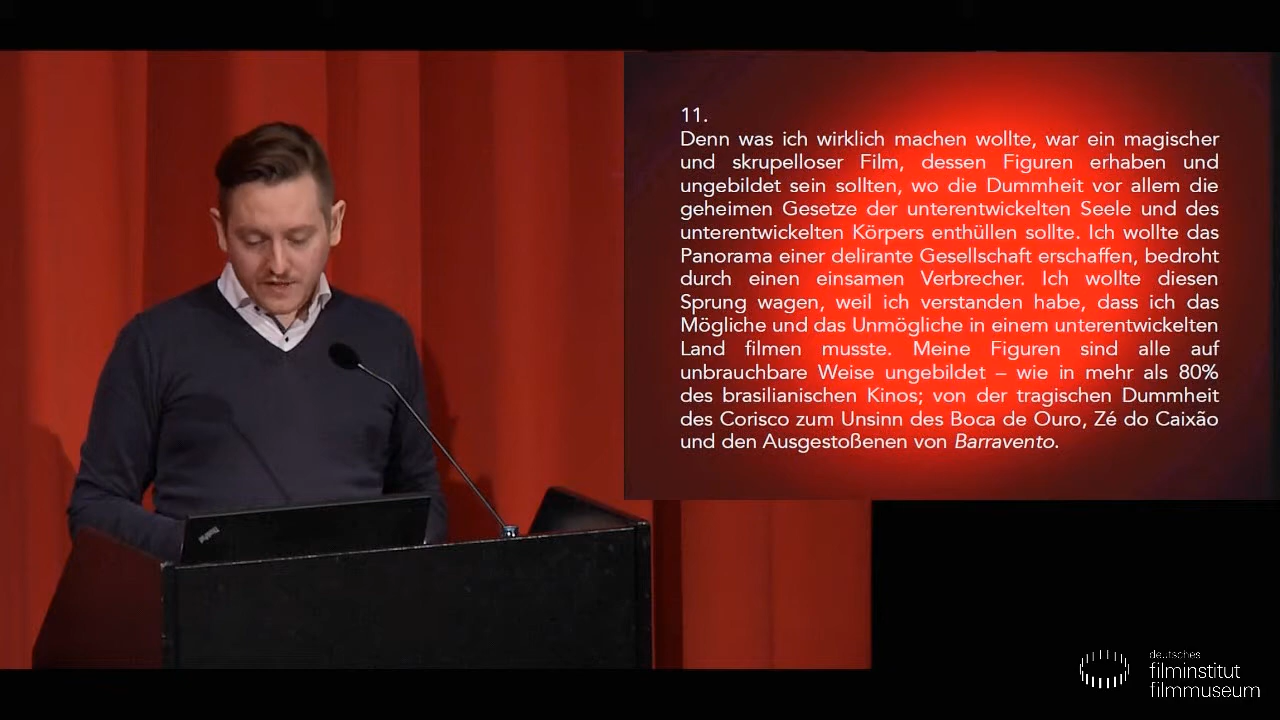 11.
Denn was ich wirklich machen wollte, war ein magischer
und skrupelloser Film, dessen Figuren erhaben und
ungebildet sein sollten, wo die Dummheit vor allem die
geheimen Gesetze der unterentwickelten Seele und des
unterentwickelten Körpers enthüllen sollte. Ich wollte das
Panorama einer delirante Gesellschaft erschaffen, bedroht
durch einen einsamen Verbrecher. Ich wollte diesen
Sprung wagen, weil ich verstanden habe, dass ich das
Mögliche und das Unmögliche in einem unterentwickelten
Land filmen musste. Meine Figuren sind alle auf
unbrauchbare Weise ungebildet – wie in mehr als 80%
des brasilianischen Kinos; von der tragischen Dummheit
des Corisco zum Unsinn des Boca de Ouro, Zé do Caixão
und den Ausgestoßenen von Barravento.
ThinkPad
deutsches
filminstitut
filmmuseum